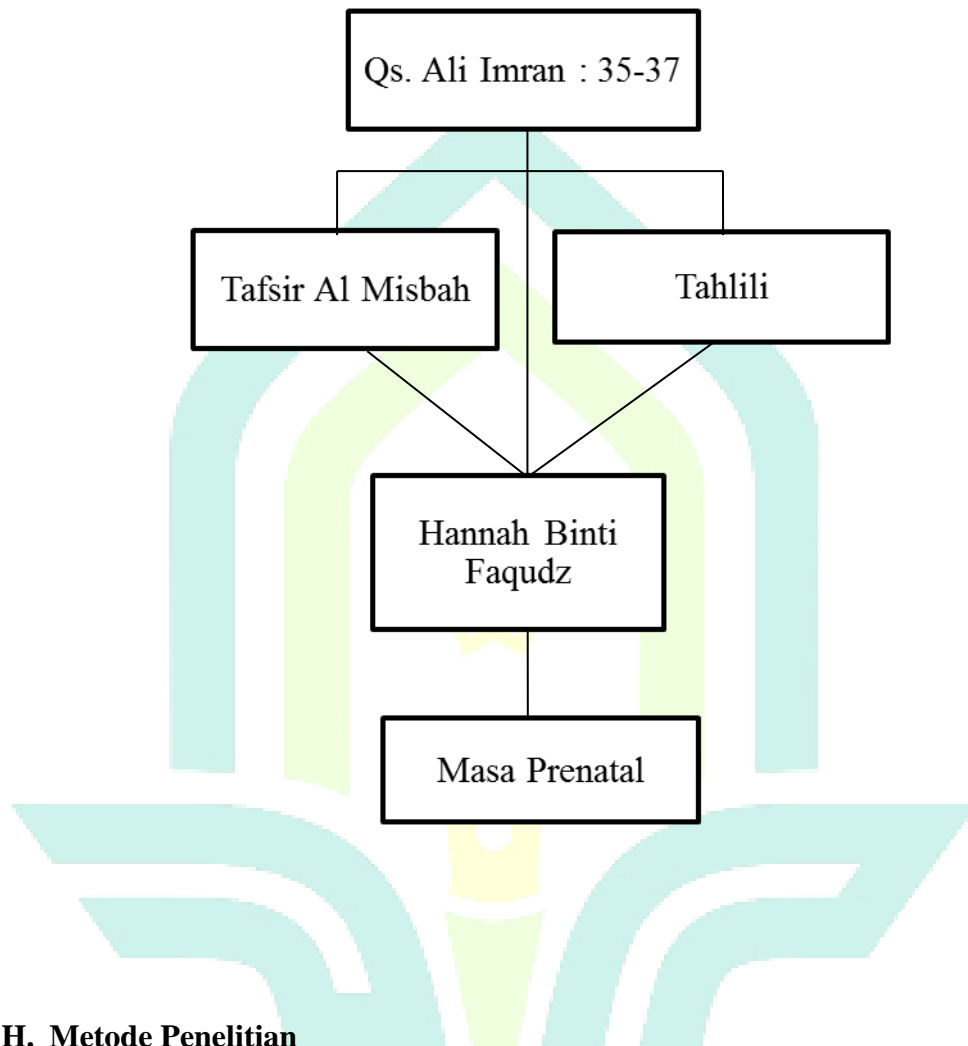 Qs. Ali Imran : 35-37
Tafsir Al Misbah
Tahlili
Hannah Binti
Faqudz
Masa Prenatal
H. Metode Penelitian